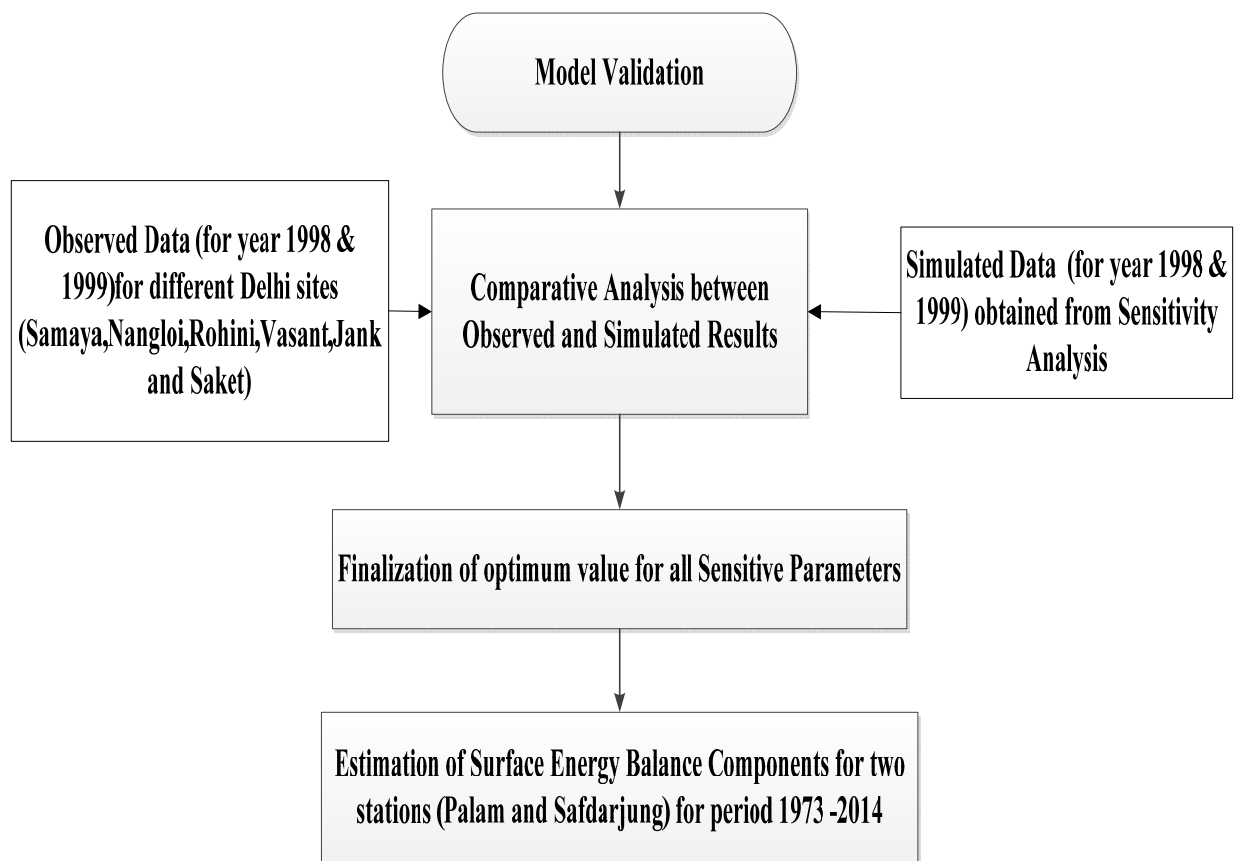 Model Validation
Observed Data (for year 1998 &
1999)for different Delhi sites
(Samaya,Nangloi,Rohini,Vasant,Jank
and Saket)
Comparative Analysis between
Observed and Simulated Results
Simulated Data (for year 1998 &
1999) obtained from Sensitivity
Analysis
Finalization of optimum value for all Sensitive Parameters
Estimation of Surface Energy Balance Components for two
stations (Palam and Safdarjung) for period 1973 -2014